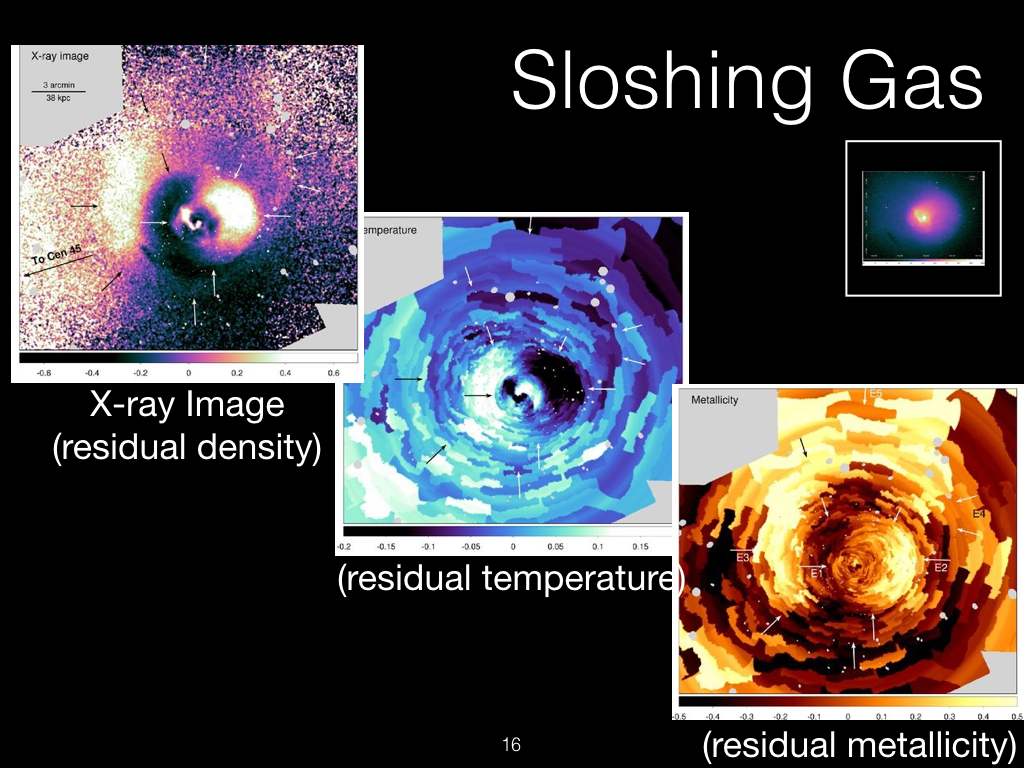 Sloshing Gas
X-ray image
3 arcmin
38 kpc
To Cen 45
-0.6 -0.4 -0.2 0 0.2 0.4 0.6
X-ray Image
(residual density)
emperature
-0.2 -0.15 -0.1 -0.05 0 0.05 0.1 0.15
(residual temperature)
Metallicity
E5
E4
E3
E1
E2
-0.5 -0.4 -0.3 -0.2 -0.1 0 0.1 0.2 0.3 0.4 0.5
(residual metallicity)
16